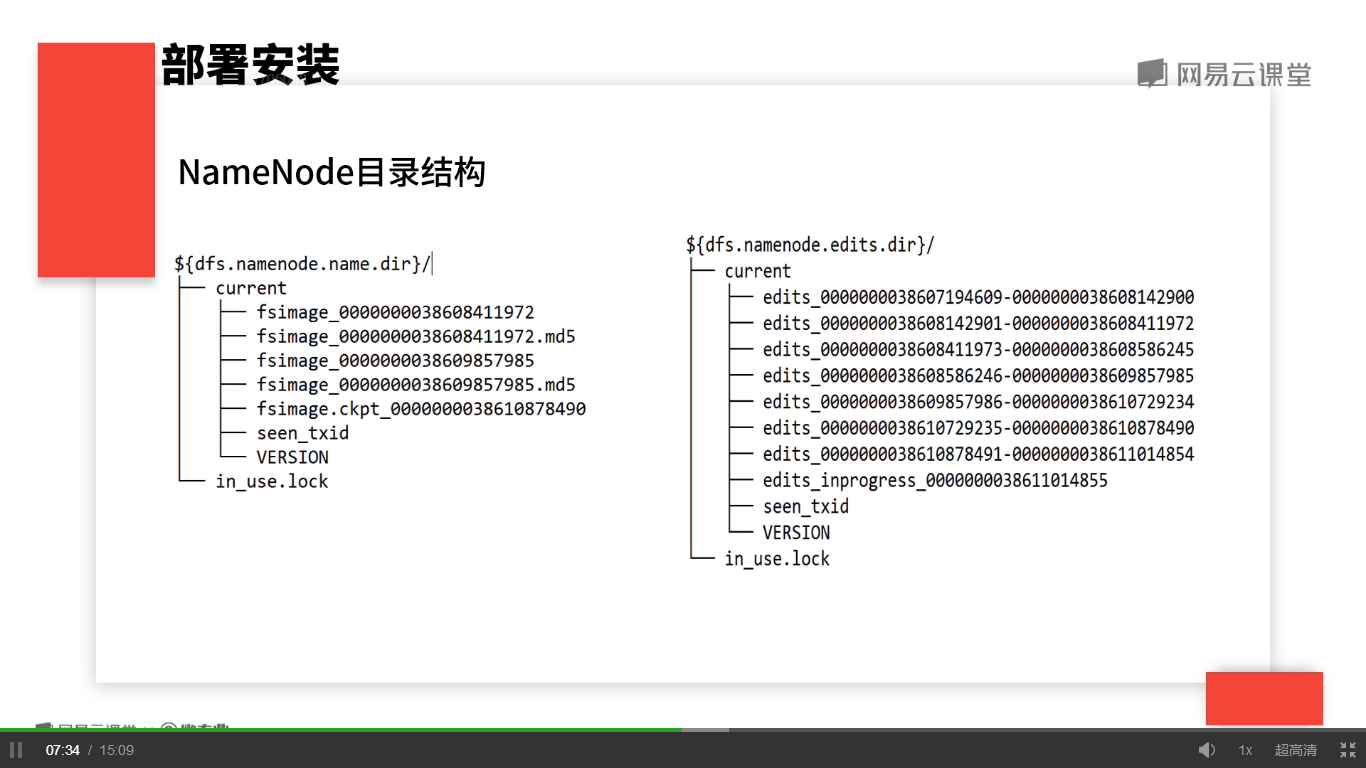 部署安装
网易云课堂
NameNode目录结构
${dfs.namenode.name.dir}/
current
fsimage_0000000038608411972
fsimage_0000000038608411972.md5
fsimage_0000000038609857985
fsimage_0000000038609857985.md5
fsimage.ckpt_0000000038610878490
seen_txid
VERSION
in_use.lock
${dfs.namenode.edits.dir}/
current
edits_0000000038607194609-0000000038608142900
edits_0000000038608142901-0000000038608411972
edits_0000000038608411973-0000000038608586245
edits_0000000038608586246-0000000038609857985
edits_0000000038609857986-0000000038610729234
edits_0000000038610729235-0000000038610878490
edits_0000000038610878491-0000000038611014854
edits_inprogress_0000000038611014855
seen_txid
VERSION
in_use.lock
07:34 / 15:09
1x
超高清